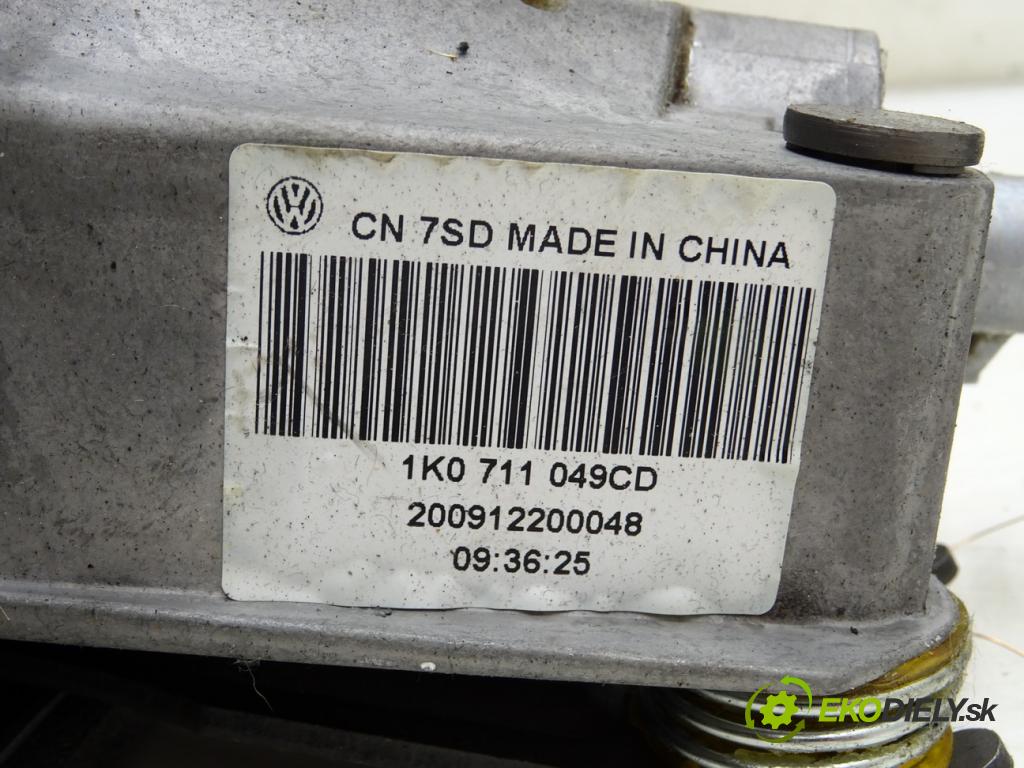 CN 7SD MADE IN CHINA
1K0 711 049CD
200912200048
09:36:25
EKODIELY.sk